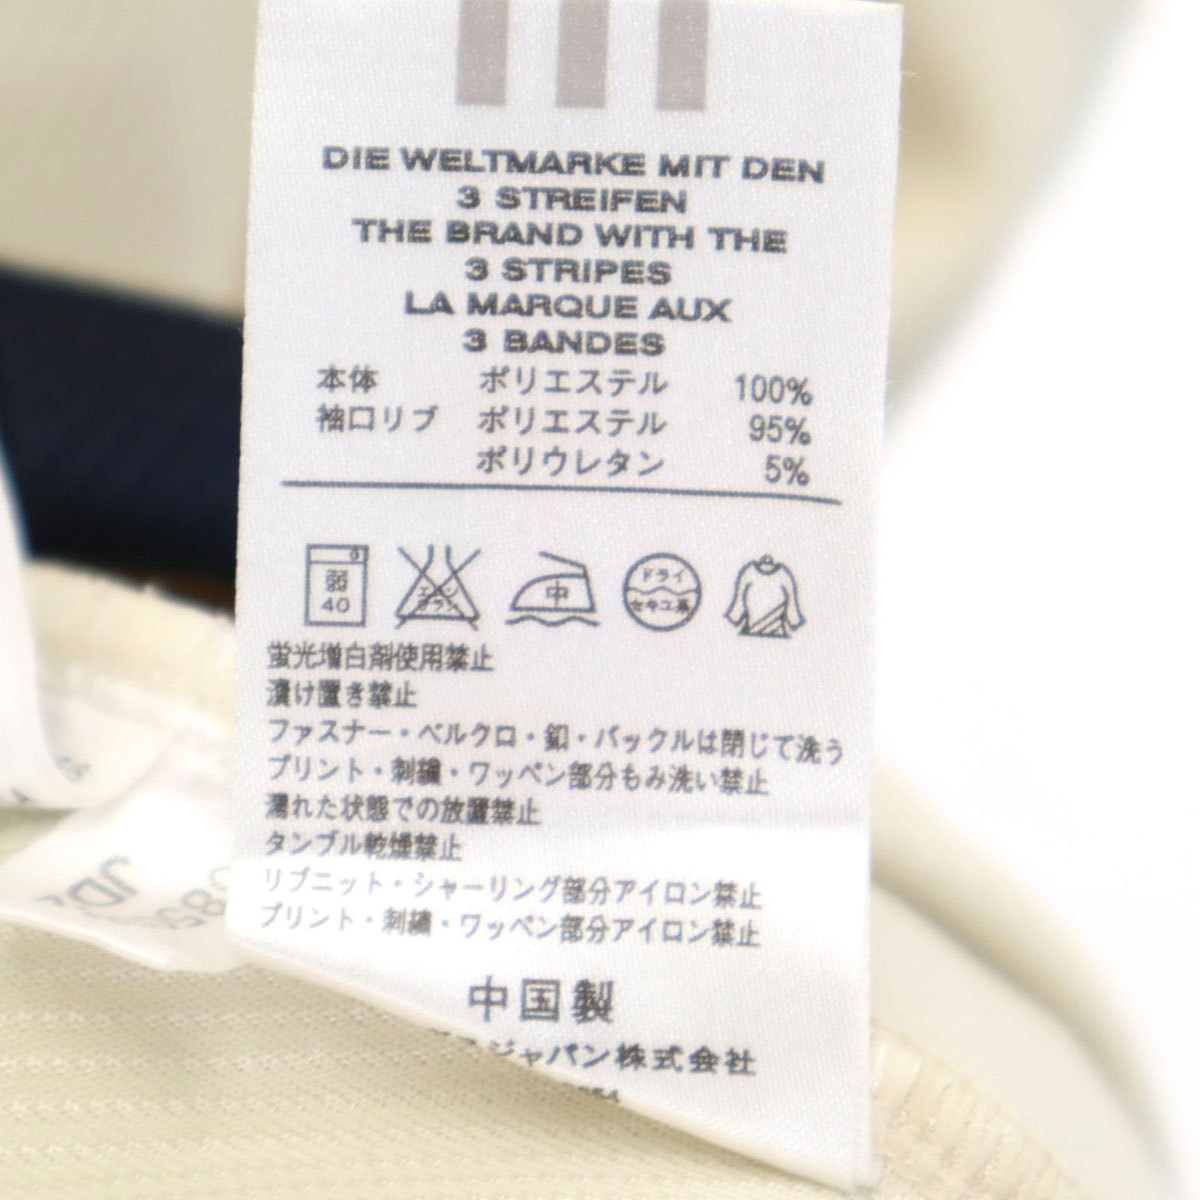 DIE WELTMARKE MIT DEN
3 STREIFEN
THE BRAND WITH THE
3 STRIPES
LA MARQUE AUX
3 BANDES
本体 ポリエステル 100%
袖口リブ ポリエステル 95%
ポリウレタン 5%
弱
40
エンソ
サラシ
中
ドライ
セキユ系
蛍光増白剤使用禁止
漬け置き禁止
ファスナー・ベルクロ・釦・バックルは閉じて洗う
プリント・刺繍・ワッペン部分もみ洗い禁止
濡れた状態での放置禁止
タンブル乾燥禁止
リブニット・シャーリング部分アイロン禁止
プリント・刺繍・ワッペン部分アイロン禁止
中国製
ジャパン株式会社
JD2